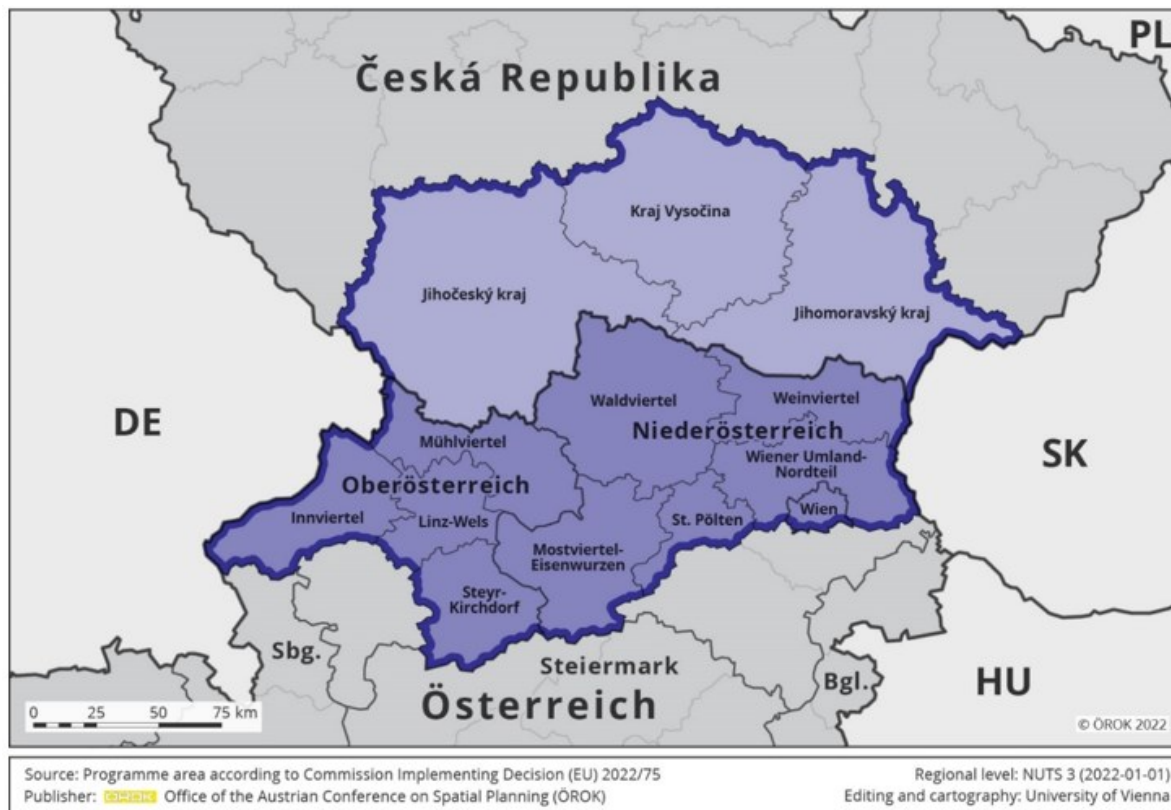 PL
Česká Republika
Kraj Vysočina
Jihočeský kraj
Jihomoravský kraj
DE
Waldviertel
Weinviertel
Niederösterreich
Mühlviertel
SK
Wiener Umland-
Nordteil
Oberösterreich
Innviertel
Linz-Wels
St. Pölten
Wien
Mostviertel-
Eisenwurzen
Steyr-
Kirchdorf
Sbg.
Steiermark
Bgl.
HU
Österreich
0 25 50 75 km
© ÖROK 2022
Source: Programme area according to Commission Implementing Decision (EU) 2022/75
Regional level: NUTS 3 (2022-01-01)
Publisher: ÖROK Office of the Austrian Conference on Spatial Planning (ÖROK)
Editing and cartography: University of Vienna